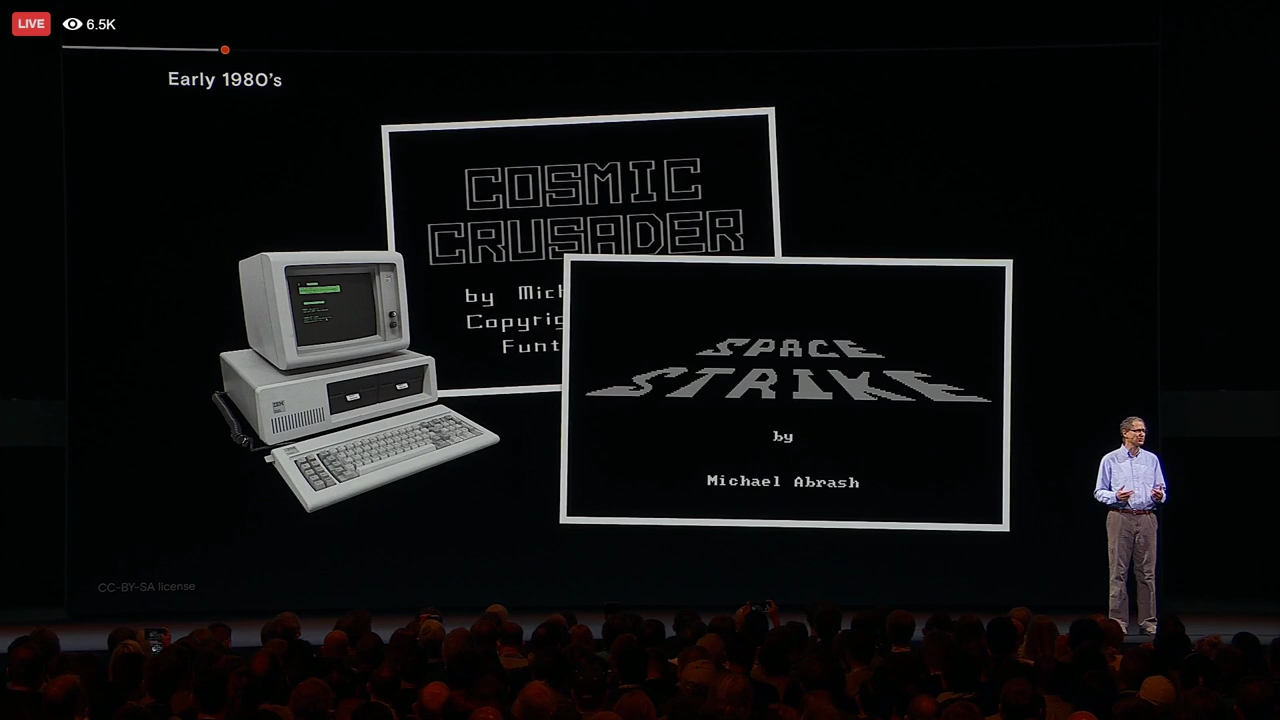 LIVE 6.5K
Early 1980's
COSMIC
CRUSADER
by Mich
Copyrig
Funt
IBM
SPACE
STRIKE
by
Michael Abrash
CC-BY-SA license